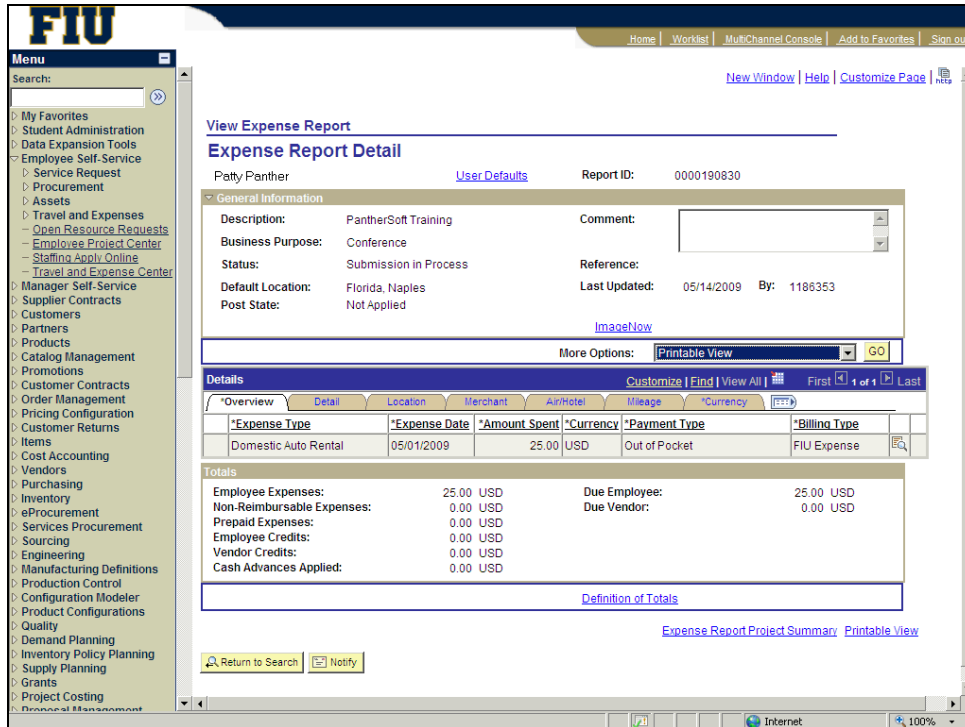 FIU
Home | Worklist | MultiChannel Console | Add to Favorites | Sign ou
Menu
Search:
New Window | Help | Customize Page | http
My Favorites
Student Administration
Data Expansion Tools
Employee Self-Service
Service Request
Procurement
Assets
Travel and Expenses
– Open Resource Requests
– Employee Project Center
– Staffing Apply Online
– Travel and Expense Center
Manager Self-Service
Supplier Contracts
Customers
Partners
Products
Catalog Management
Promotions
Customer Contracts
Order Management
Pricing Configuration
Customer Returns
Items
Cost Accounting
Vendors
Purchasing
Inventory
eProcurement
Services Procurement
Sourcing
Engineering
Manufacturing Definitions
Production Control
Configuration Modeler
Product Configurations
Quality
Demand Planning
Inventory Policy Planning
Supply Planning
Grants
Project Costing
Proposal Management
View Expense Report
Expense Report Detail
Patty Panther User Defaults Report ID: 0000190830
General Information
Description: PantherSoft Training Comment:
Business Purpose: Conference
Status: Submission in Process Reference:
Default Location: Florida, Naples Last Updated: 05/14/2009 By: 1186353
Post State: Not Applied
ImageNow
More Options: Printable View GO
Details Customize | Find | View All | First 1 of 1 Last
*Overview Detail Location Merchant Air/Hotel Mileage *Currency
*Expense Type *Expense Date *Amount Spent *Currency *Payment Type *Billing Type
Domestic Auto Rental 05/01/2009 25.00 USD Out of Pocket FIU Expense
Totals
Employee Expenses: 25.00 USD Due Employee: 25.00 USD
Non-Reimbursable Expenses: 0.00 USD Due Vendor: 0.00 USD
Prepaid Expenses: 0.00 USD
Employee Credits: 0.00 USD
Vendor Credits: 0.00 USD
Cash Advances Applied: 0.00 USD
Definition of Totals
Expense Report Project Summary Printable View
Return to Search Notify
Internet 100%